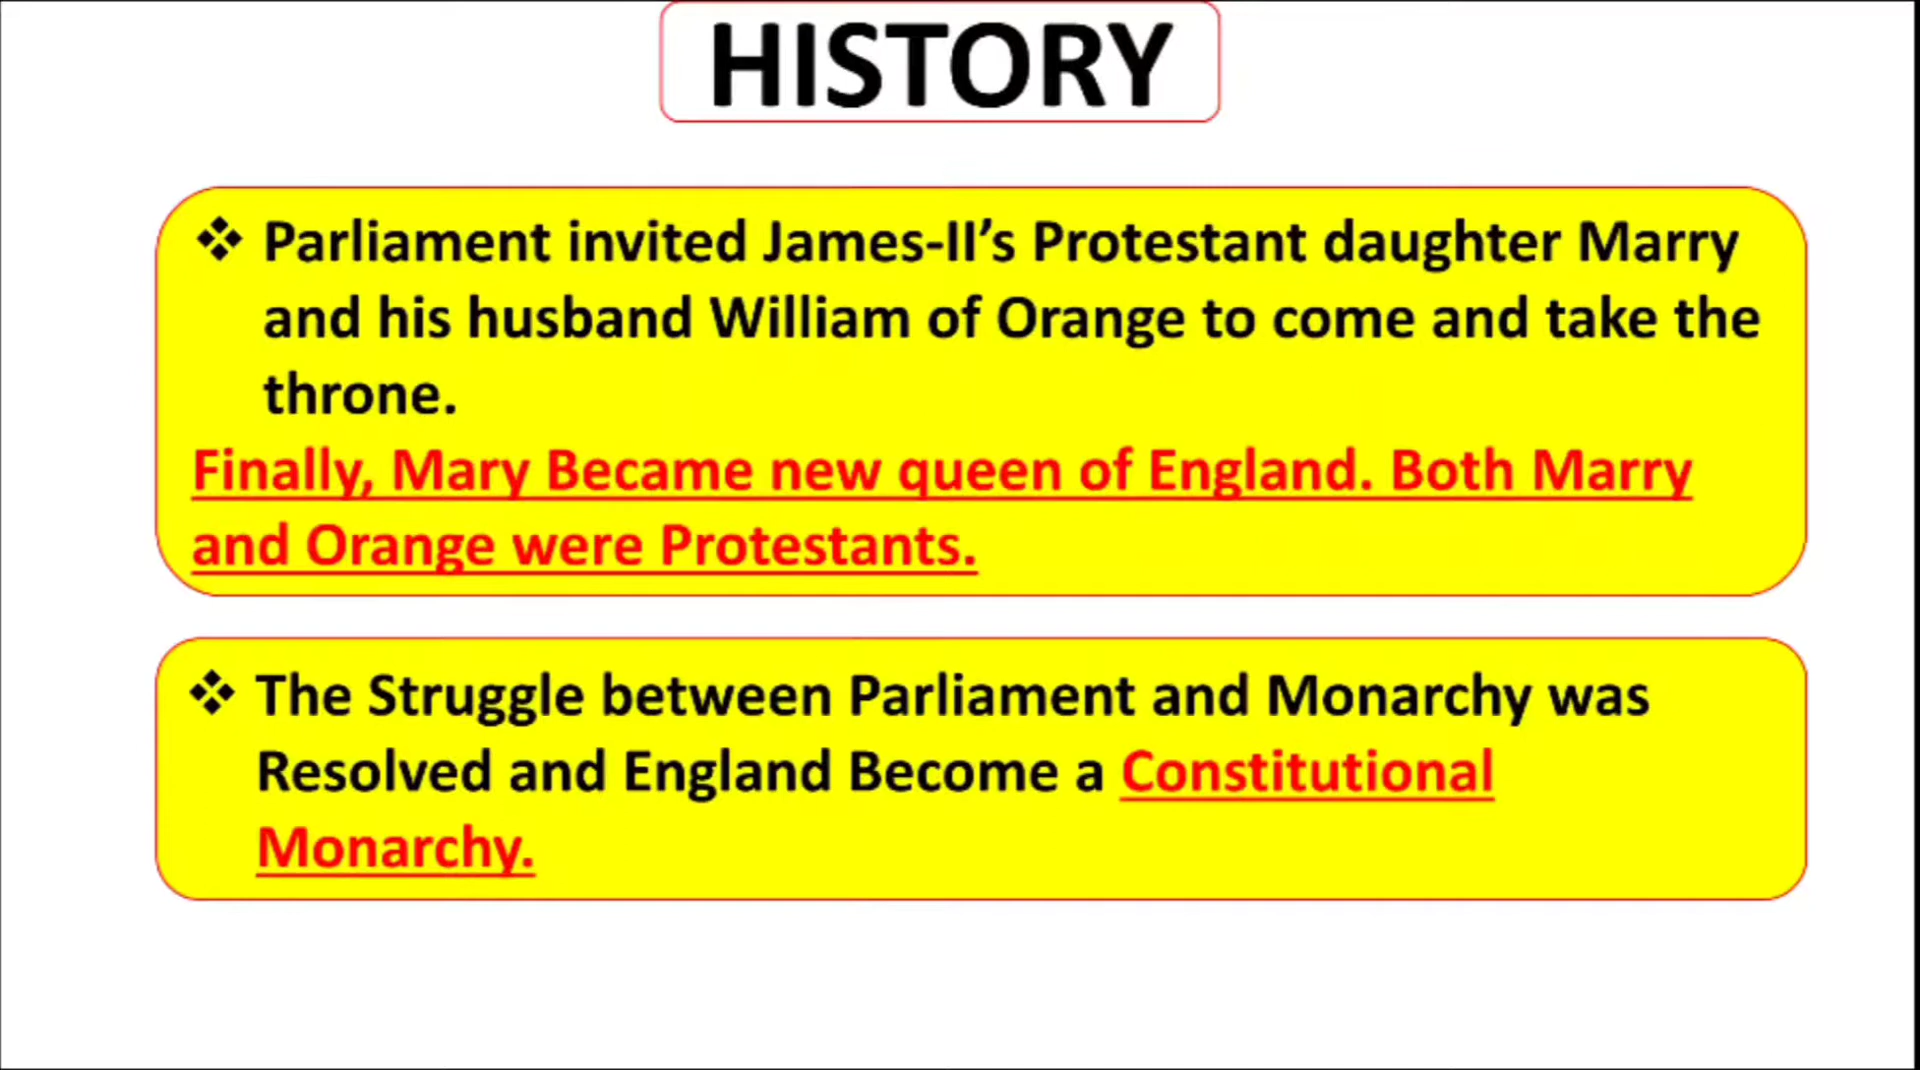 HISTORY
❖ Parliament invited James-II’s Protestant daughter Marry
and his husband William of Orange to come and take the
throne.
Finally, Mary Became new queen of England. Both Marry
and Orange were Protestants.
❖ The Struggle between Parliament and Monarchy was
Resolved and England Become a Constitutional
Monarchy.